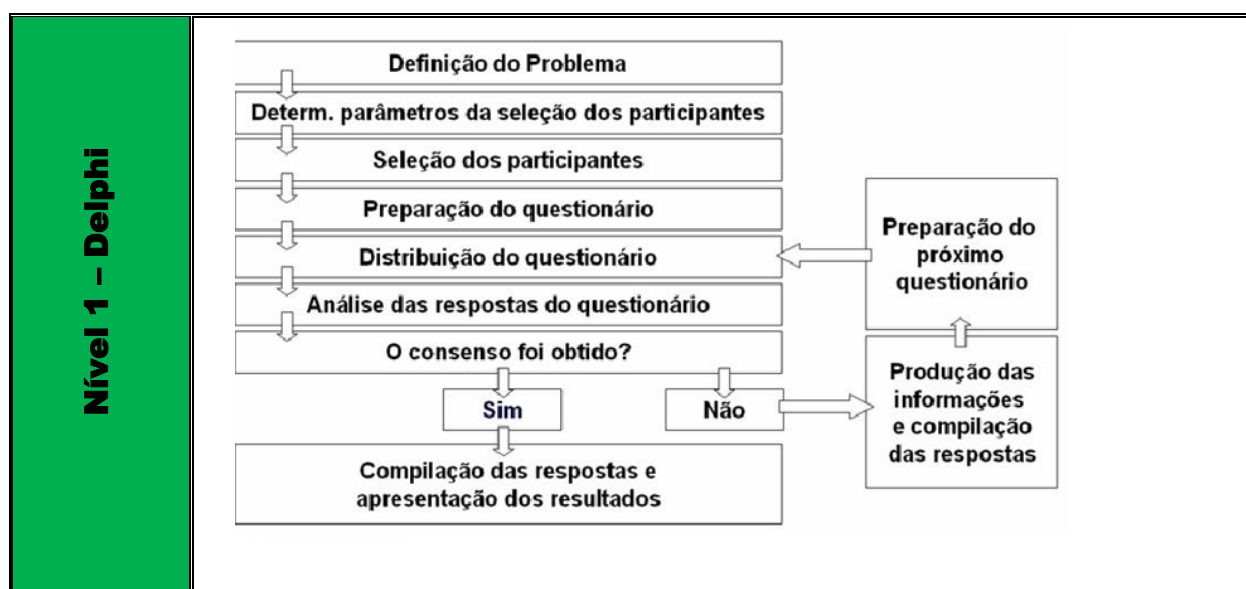 Nível 1 – Delphi
Definição do Problema
Determ. parâmetros da seleção dos participantes
Seleção dos participantes
Preparação do questionário
Distribuição do questionário
Análise das respostas do questionário
O consenso foi obtido?
Sim
Não
Compilação das respostas e
apresentação dos resultados
Produção das
informações
e compilação
das respostas
Preparação do
próximo
questionário